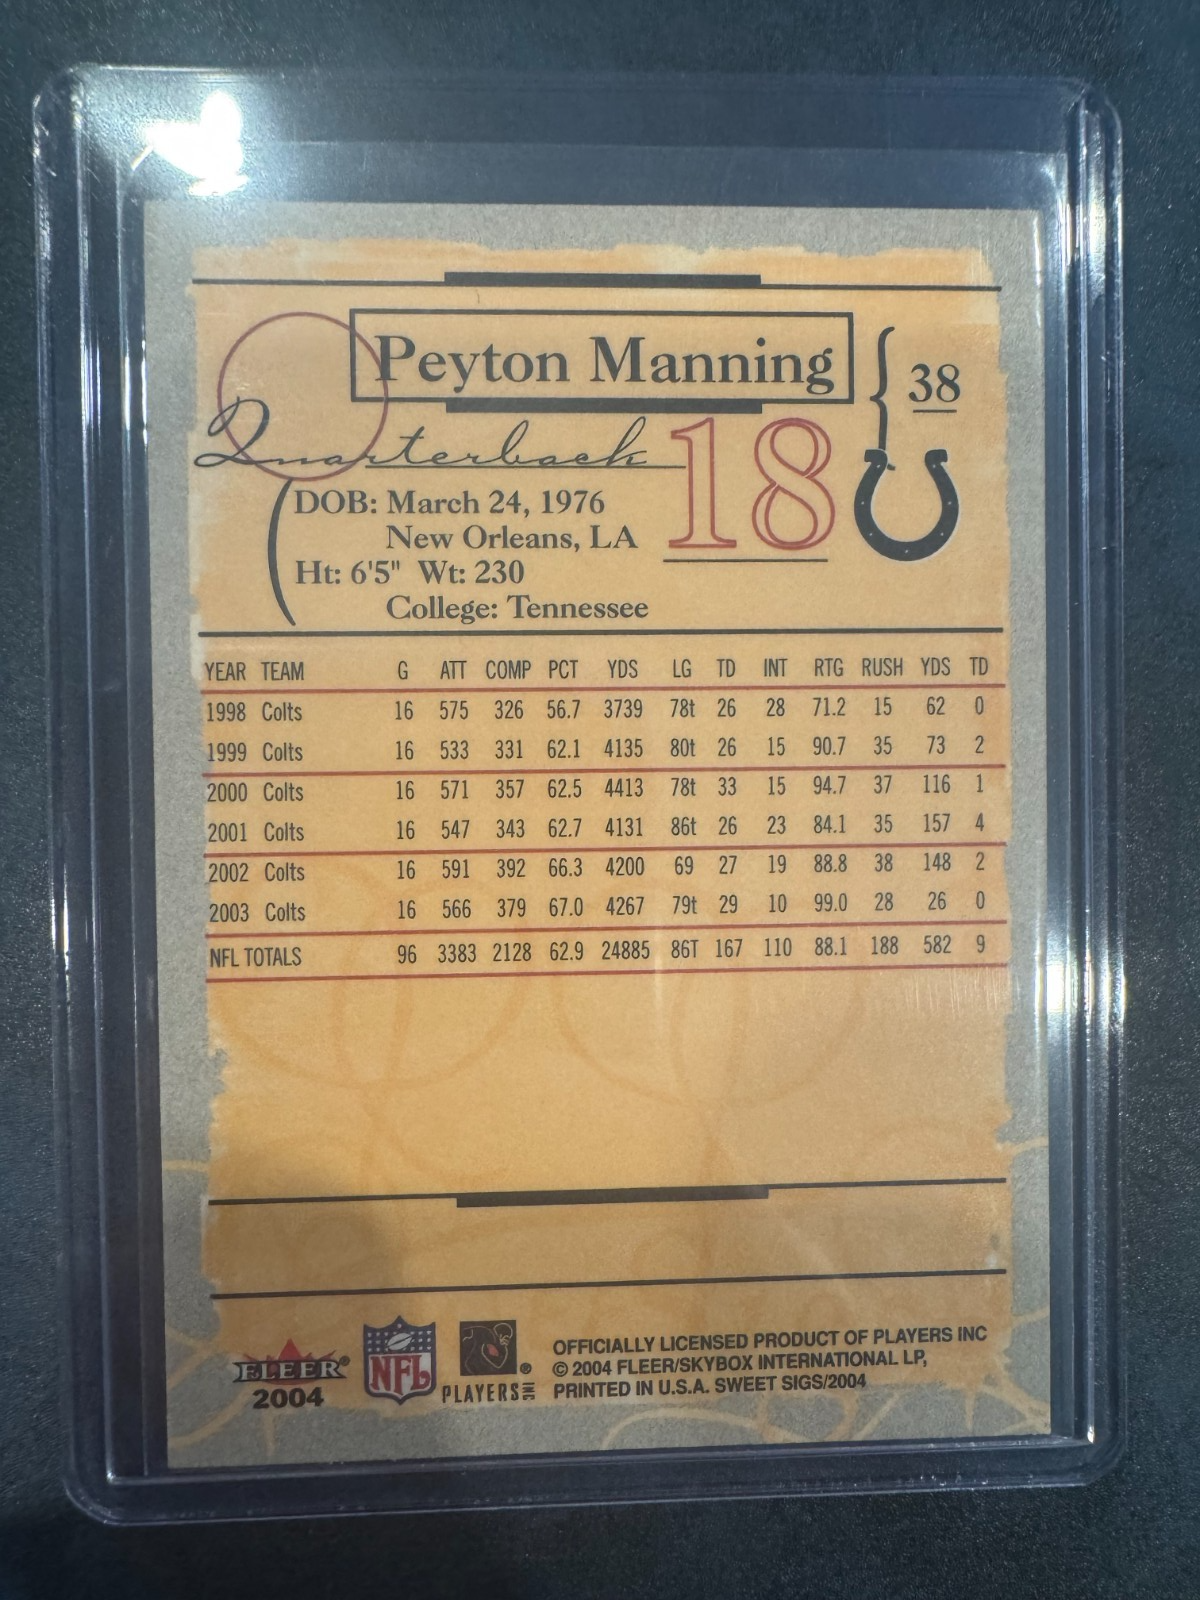 Peyton Manning
38
Quarterback
18
DOB: March 24, 1976
New Orleans, LA
Ht: 6'5" Wt: 230
College: Tennessee
YEAR TEAM G ATT COMP PCT YDS LG TD INT RTG RUSH YDS TD
1998 Colts 16 575 326 56.7 3739 78t 26 28 71.2 15 62 0
1999 Colts 16 533 331 62.1 4135 80t 26 15 90.7 35 73 2
2000 Colts 16 571 357 62.5 4413 78t 33 15 94.7 37 116 1
2001 Colts 16 547 343 62.7 4131 86t 26 23 84.1 35 157 4
2002 Colts 16 591 392 66.3 4200 69 27 19 88.8 38 148 2
2003 Colts 16 566 379 67.0 4267 79t 29 10 99.0 28 26 0
NFL TOTALS 96 3383 2128 62.9 24885 86T 167 110 88.1 188 582 9
FLEER®
2004
NFL
®
PLAYERS INC
OFFICIALLY LICENSED PRODUCT OF PLAYERS INC
© 2004 FLEER/SKYBOX INTERNATIONAL LP,
PRINTED IN U.S.A. SWEET SIGS/2004